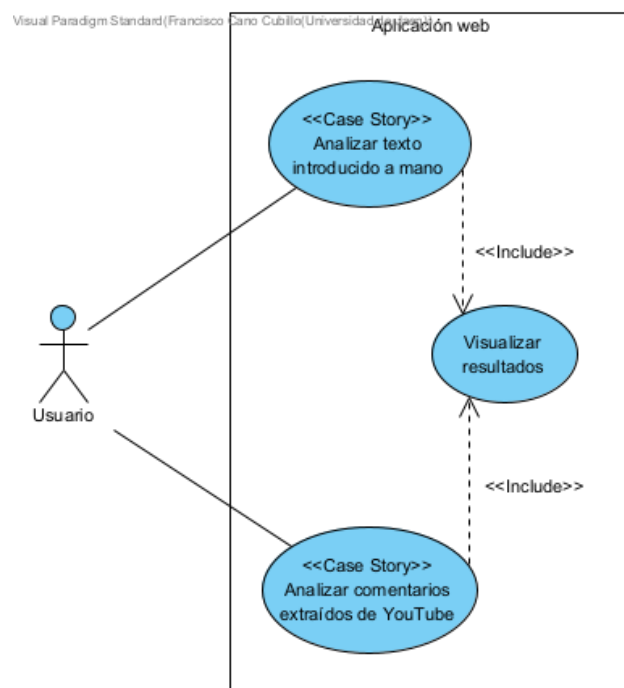 Visual Paradigm Standard(Francisco Cano Cubillo(Universidad
Aplicación web
<<Case Story>>
Analizar texto
introducido a mano
<<Include>>
Visualizar
resultados
Usuario
<<Include>>
<<Case Story>>
Analizar comentarios
extraídos de YouTube